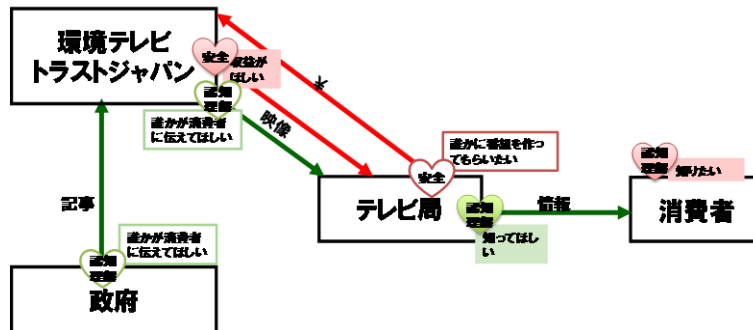 環境テレビ
トラストジャパン
安全
収益が
ほしい
認知
理解
誰かが消費者
に伝えてほしい
映像
¥
誰かに番組を作っ
てもらいたい
安全
テレビ局
認知
理解
知ってほし
い
情報
認知
理解
知りたい
消費者
記事
誰かが消費者
に伝えてほしい
認知
理解
政府